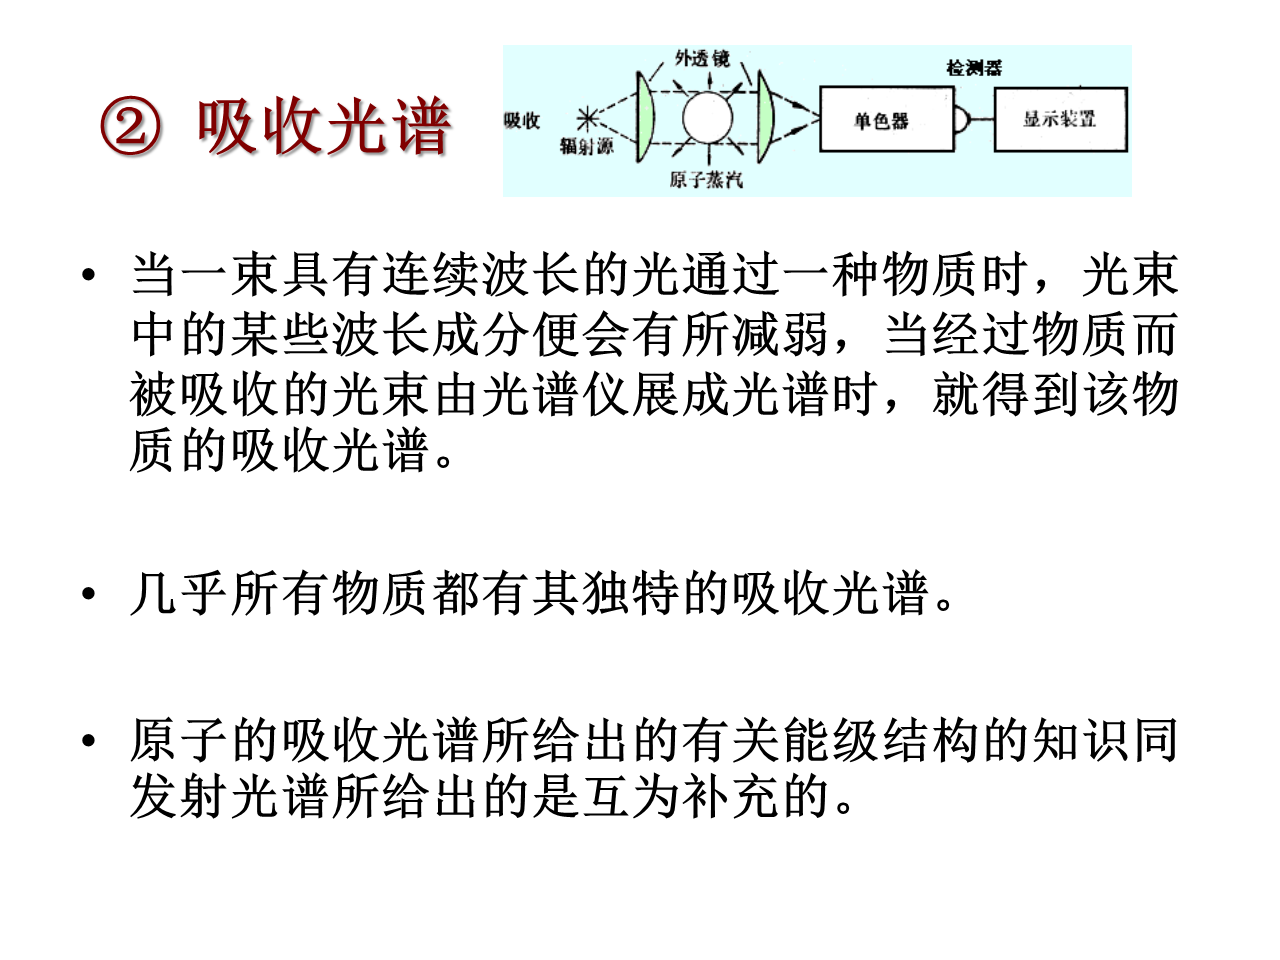 ② 吸收光谱
外透镜
检测器
吸收
单色器
显示装置
辐射源
原子蒸汽
• 当一束具有连续波长的光通过一种物质时，光束
中的某些波长成分便会有所减弱，当经过物质而
被吸收的光束由光谱仪展成光谱时，就得到该物
质的吸收光谱。
• 几乎所有物质都有其独特的吸收光谱。
• 原子的吸收光谱所给出的有关能级结构的知识同
发射光谱所给出的是互为补充的。